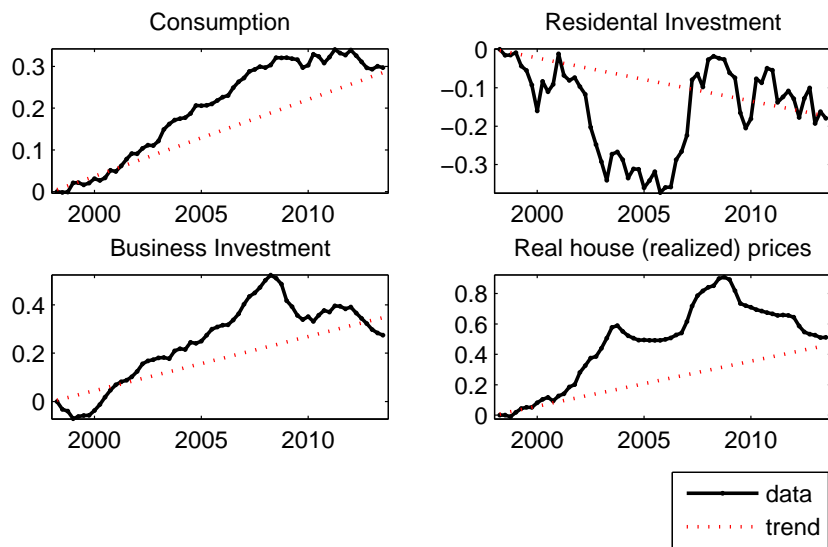 Consumption
0.3
0.2
0.1
0
2000 2005 2010
Residental Investment
0
−0.1
−0.2
−0.3
2000 2005 2010
Business Investment
0.4
0.2
0
2000 2005 2010
Real house (realized) prices
0.8
0.6
0.4
0.2
0
2000 2005 2010
data
trend